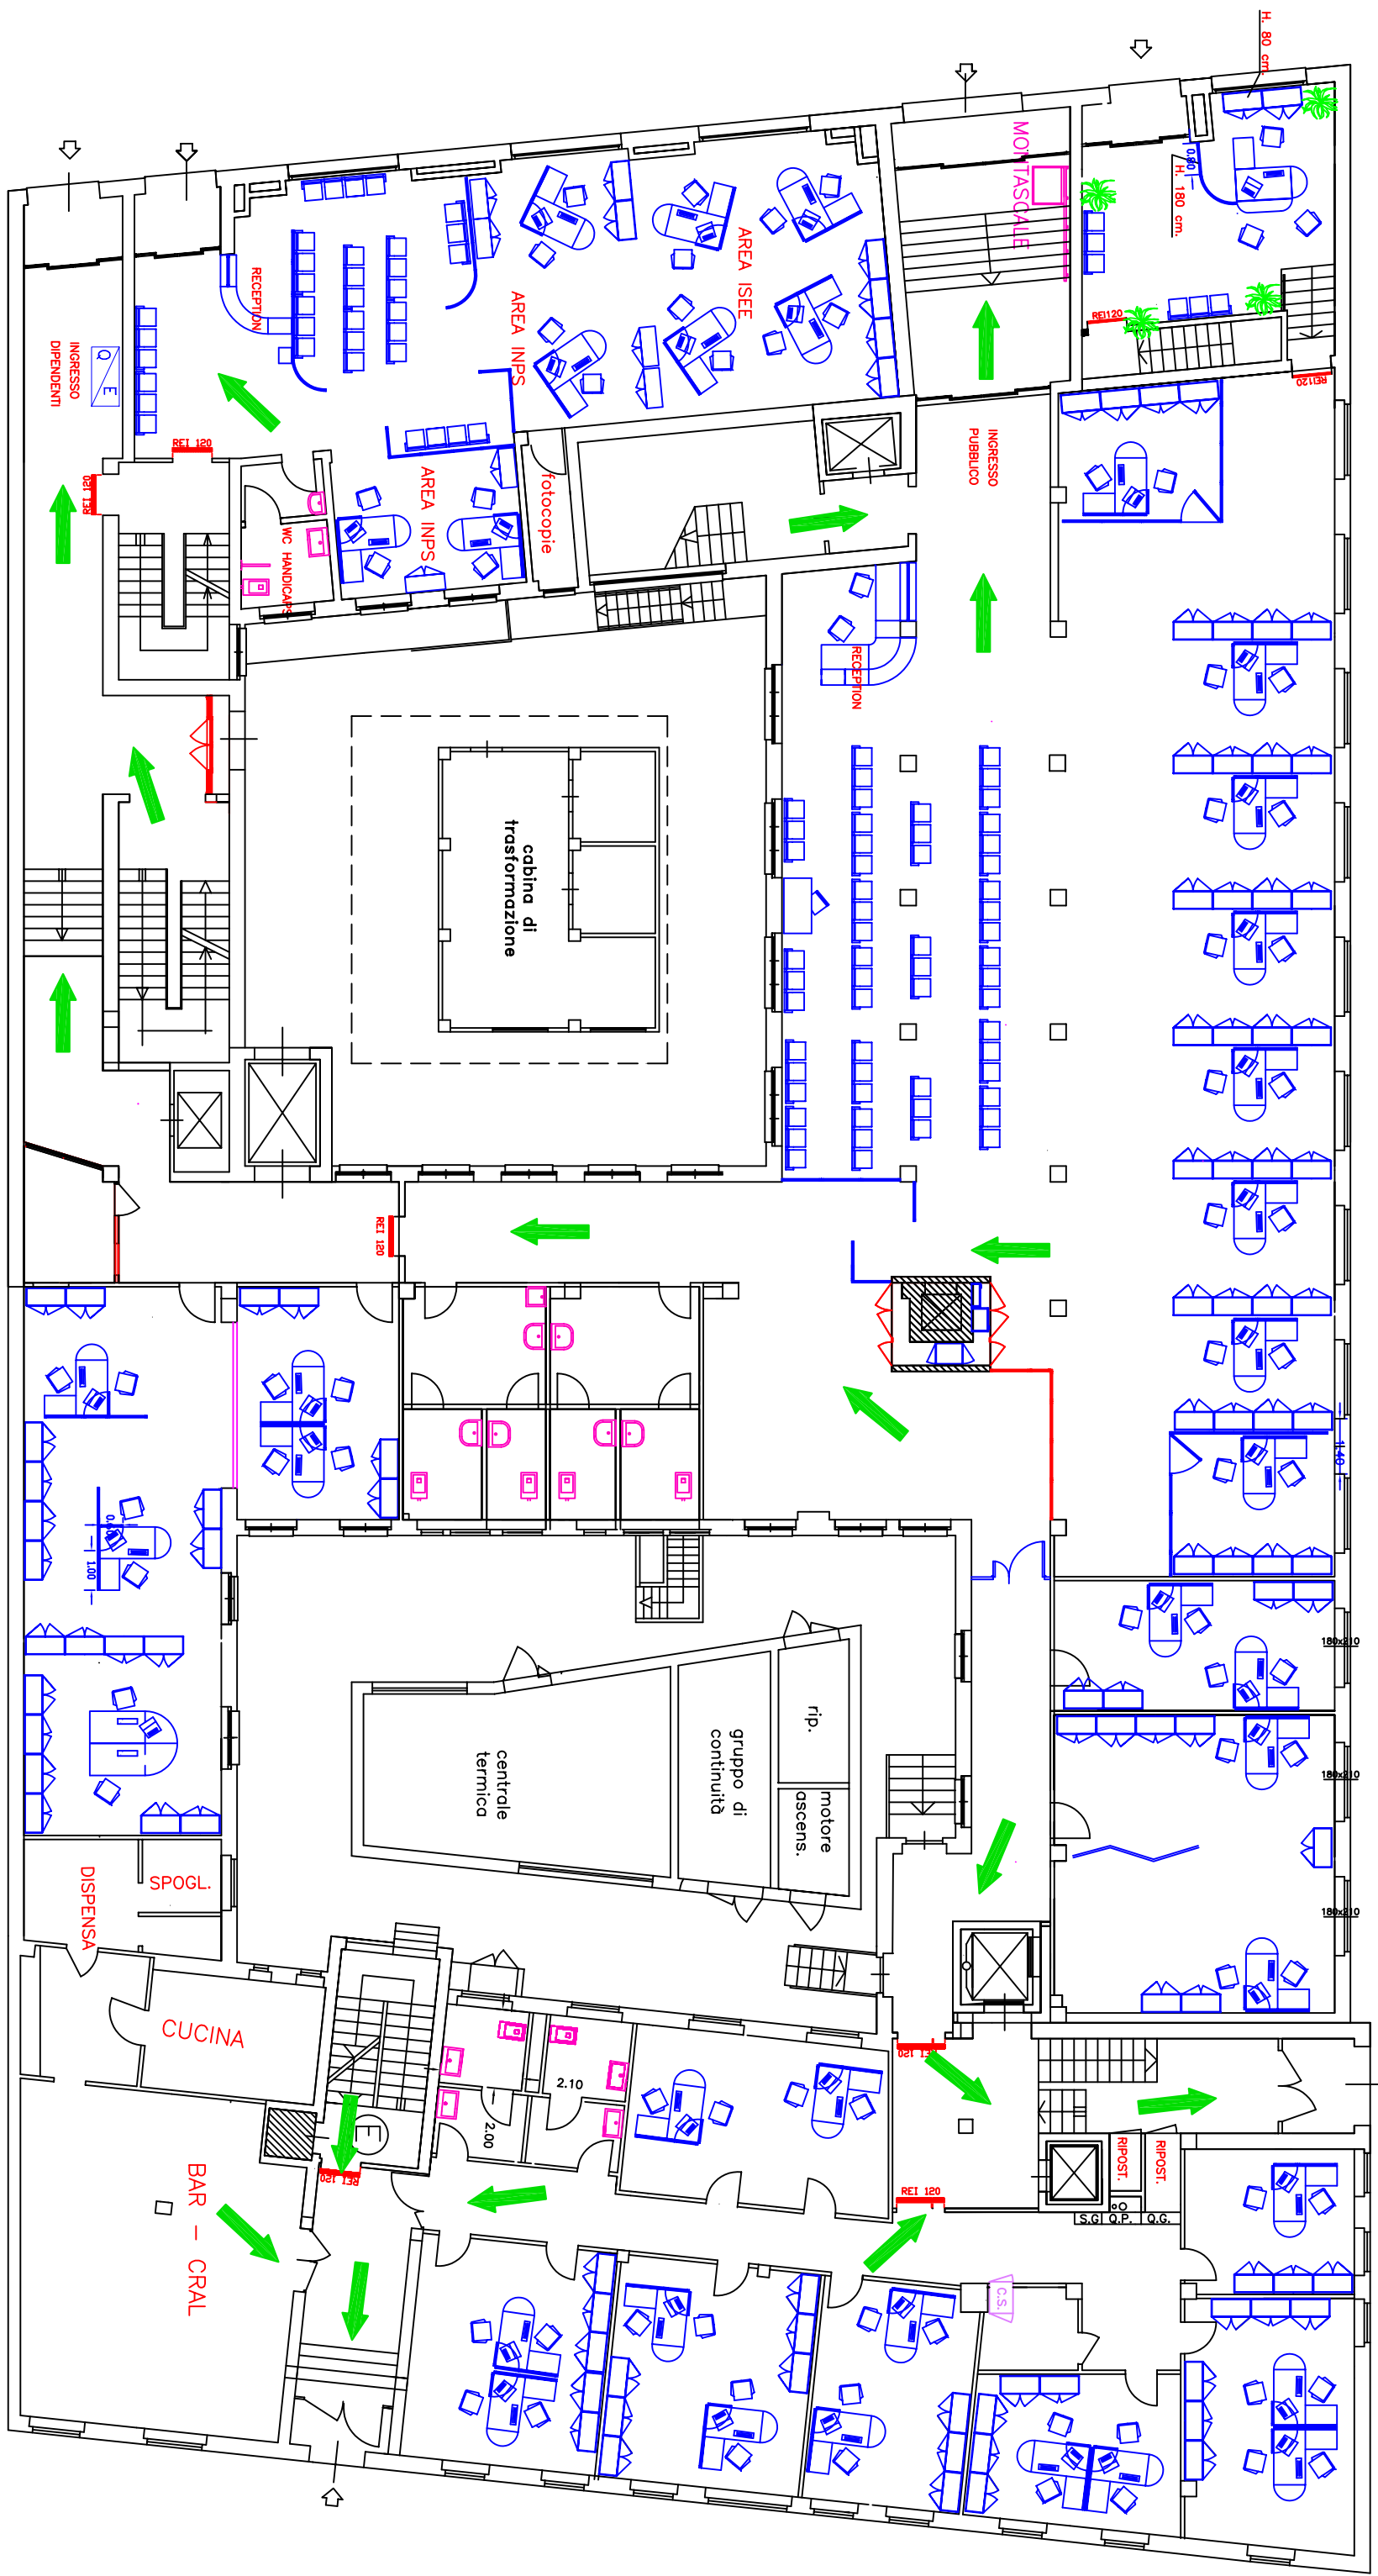 H. 80 cm.
MONTASCALE
0.80
H. 180 cm.
REI120
REI120
RECEPTION
AREA ISEE
AREA INPS
INGRESSO
DIPENDENTI
Q
E
REI 120
REI 120
AREA INPS
fotocopie
WC HANDICAPS
INGRESSO
PUBBLICO
RECEPTION
cabina di
trasformazione
REI 120
1.40
1.00
180x210
180x210
180x210
rip.
motore
ascens.
gruppo di
continuità
centrale
termica
DISPENSA
SPOGL.
CUCINA
REI 120
2.10
2.00
E
REI 120
BAR - CRAL
REI 120
RIPOST.
RIPOST.
S.G
Q.P.
Q.G.
C.S.